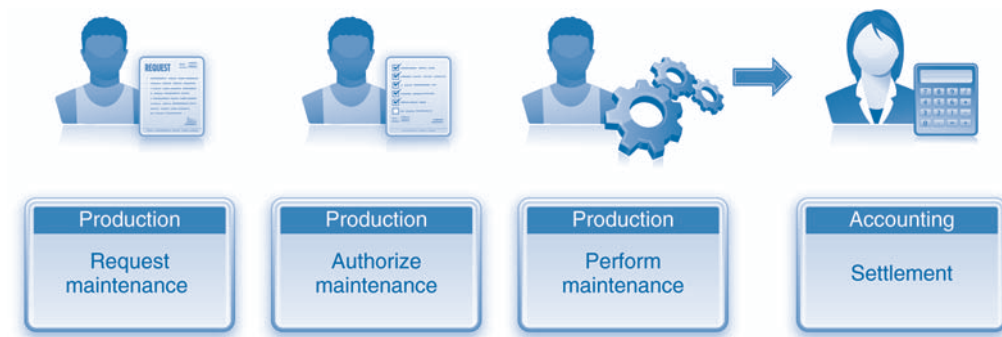 REQUEST
Production
Request
maintenance
Production
Authorize
maintenance
Production
Perform
maintenance
Accounting
Settlement